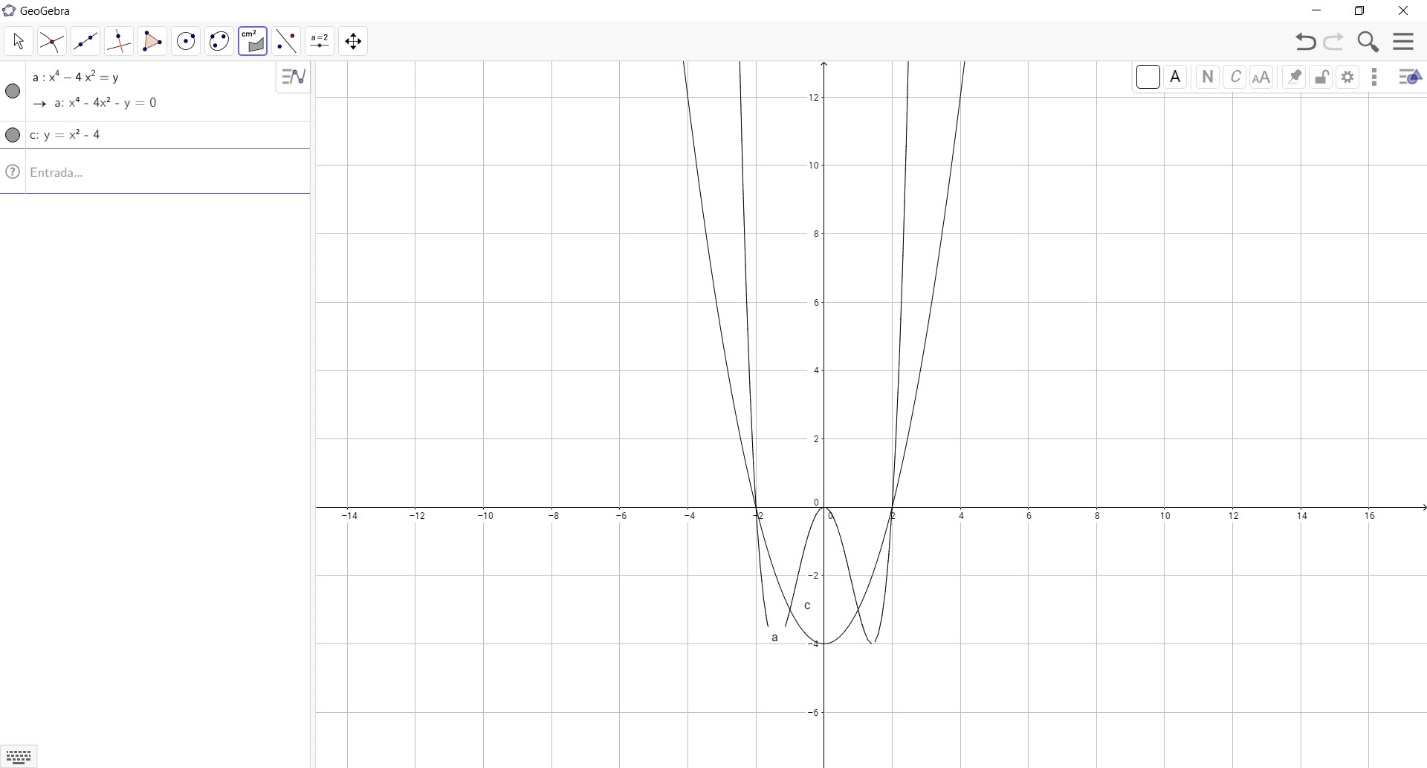 GeoGebra
cm²
a=2
a : x⁴ − 4 x² = y
→ a: x⁴ - 4x² - y = 0
c: y = x² - 4
? Entrada...
A N C AA
12
10
8
6
4
2
0
−14 −12 −10 −8 −6 −4 −2 0 2 4 6 8 10 12 14 16
−2
c
a
−4
−6